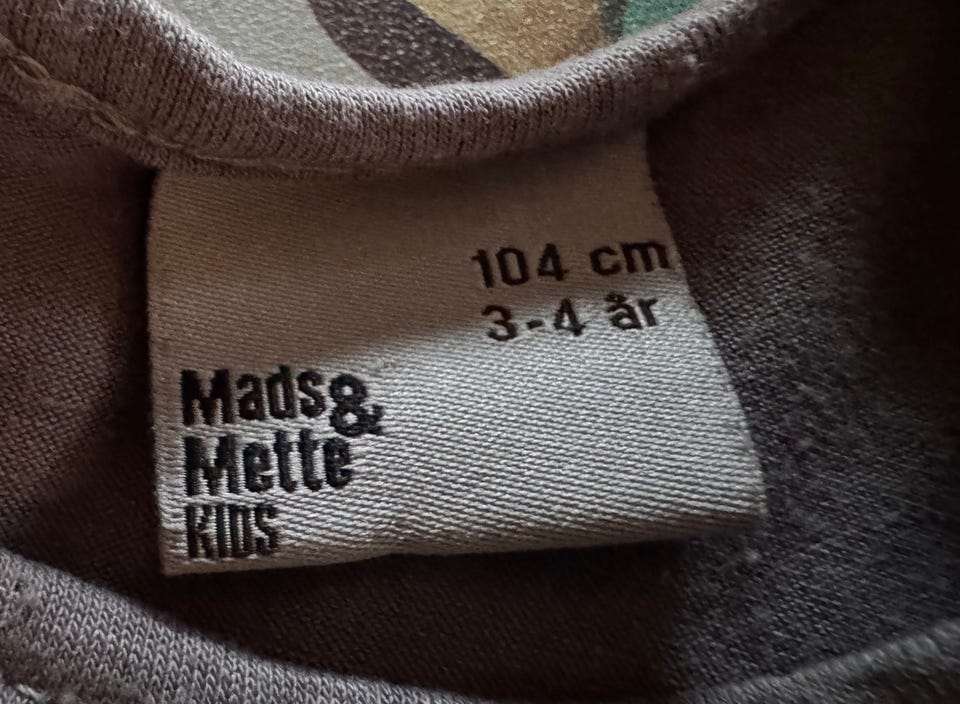 104 cm
3-4 år
Mads&
Mette
KIDS